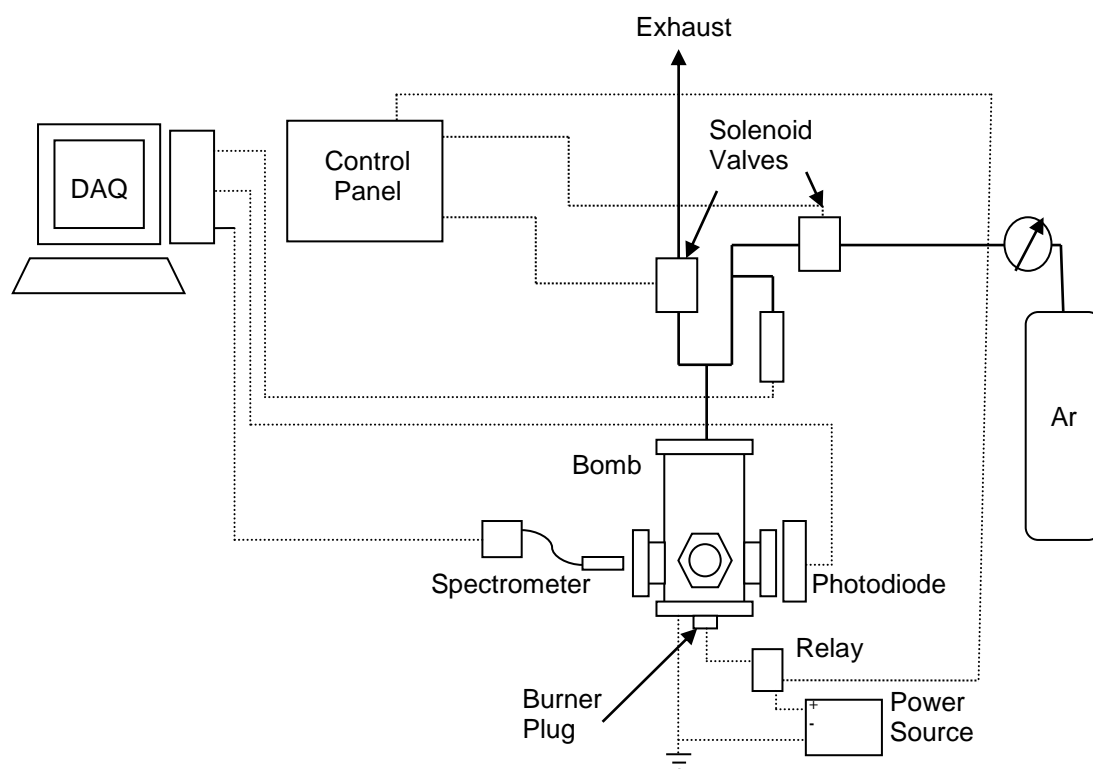 Exhaust
Solenoid
Valves
Control
Panel
DAQ
Ar
Bomb
Spectrometer
Photodiode
Relay
Burner
Plug
+
-
Power
Source